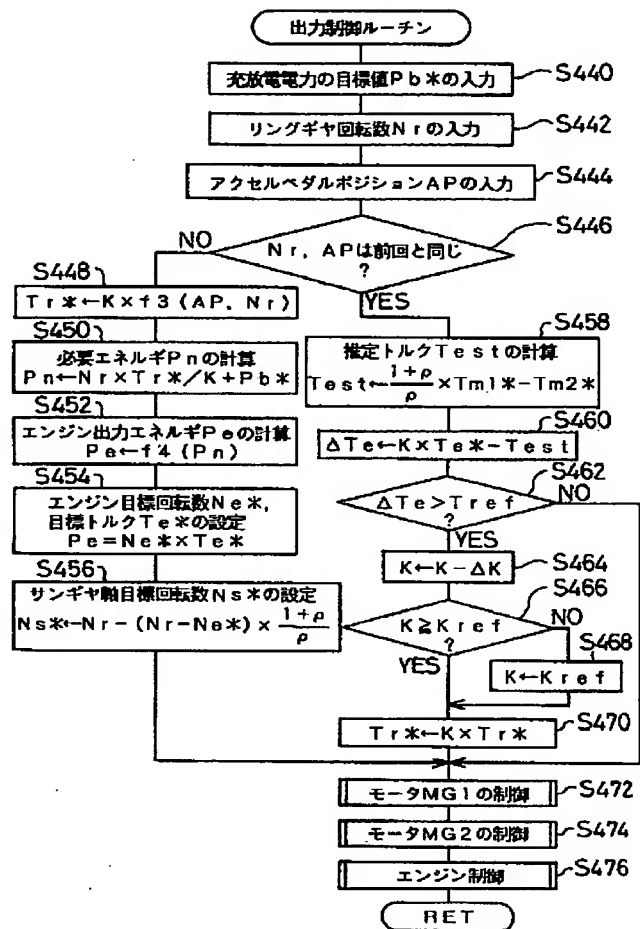 出力制御ルーチン
充放電電力の目標値Pb*の入力
S440
リングギヤ回転数Nrの入力
S442
アクセルペダルポジションAPの入力
S444
S446
Nr,APは前回と同じ
?
NO
YES
S448
Tr*←K×f3(AP,Nr)
S450
必要エネルギPnの計算
Pn←Nr×Tr*/K+Pb*
S452
エンジン出力エネルギPeの計算
Pe←f4(Pn)
S454
エンジン目標回転数Ne*,
目標トルクTe*の設定
Pe=Ne*×Te*
S456
サンギヤ軸目標回転数Ns*の設定
Ns*←Nr-(Nr-Ne*)×(1+ρ)/ρ
S458
推定トルクTestの計算
Test←(1+ρ)/ρ×Tm1*-Tm2*
S460
ΔTe←K×Te*-Test
S462
ΔTe>Tref
?
NO
YES
S464
K←K-ΔK
S466
K≧Kref
?
NO
YES
S468
K←Kref
S470
Tr*←K×Tr*
モータMG1の制御
S472
モータMG2の制御
S474
エンジン制御
S476
RET